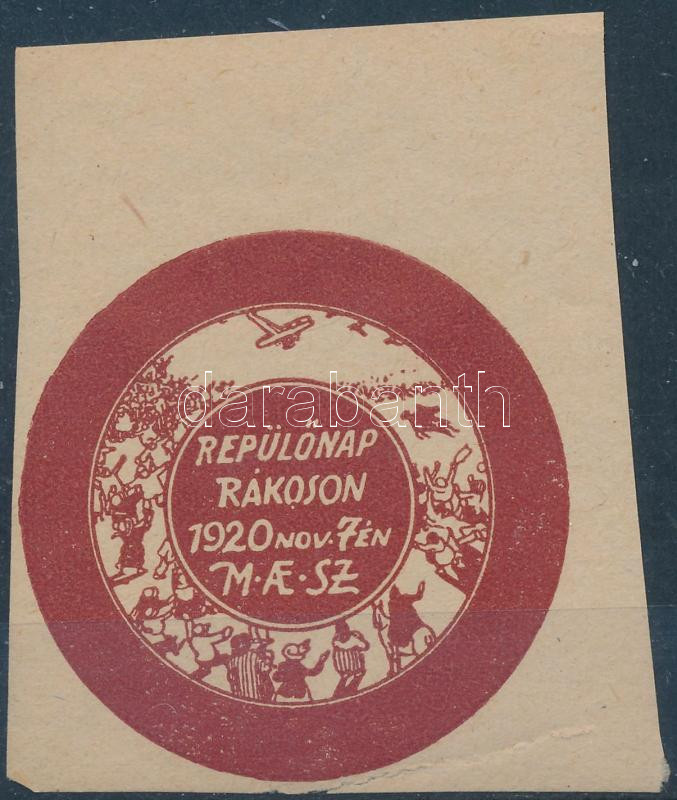 REPÜLŐNAP
RÁKOSON
1920 NOV. 7ÉN
M·Æ·SZ
darabanth